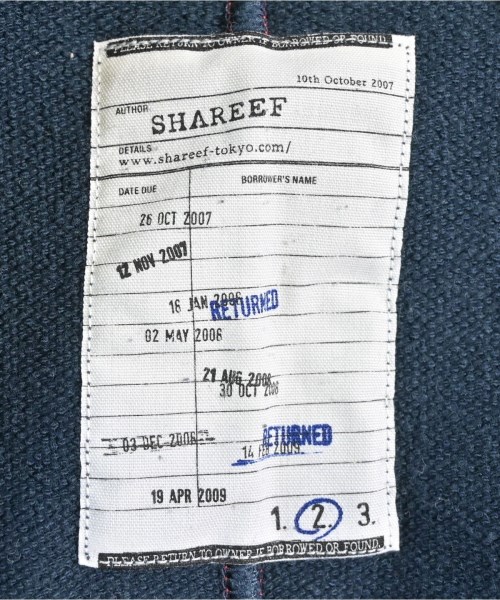 PLEASE RETURN TO OWNER IF BORROWED OR FOUND.
10th October 2007
AUTHOR
SHAREEF
DETAILS
www.shareef-tokyo.com/
DATE DUE BORROWER'S NAME
26 OCT 2007
12 NOV 2007
16 JAN 2006
RETURNED
02 MAY 2006
21 AUG 2006
30 OCT 2006
03 DEC 2006
RETURNED
14 FEB 2009
19 APR 2009
1. 2. 3.
PLEASE RETURN TO OWNER IF BORROWED OR FOUND.